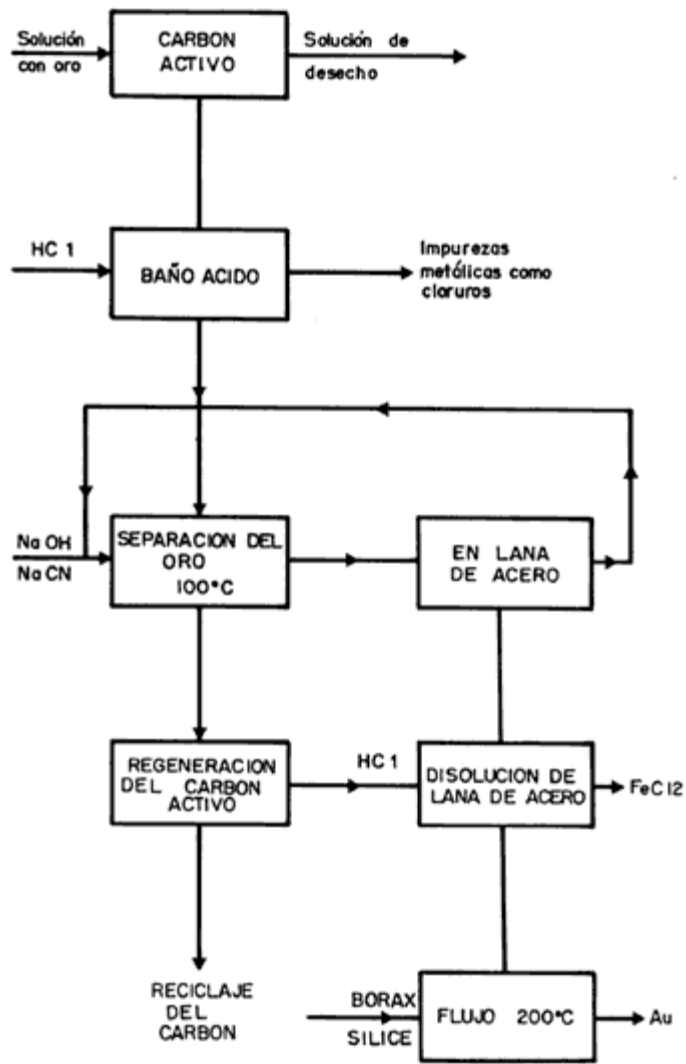 Solución
con oro
CARBON
ACTIVO
Solución de
desecho
HC 1
BAÑO ACIDO
Impurezas
metálicas como
cloruros
Na OH
Na CN
SEPARACION DEL
ORO
100°C
EN LANA
DE ACERO
REGENERACION
DEL CARBON
ACTIVO
HC 1
DISOLUCION DE
LANA DE ACERO
FeC 12
RECICLAJE
DEL
CARBON
BORAX
SILICE
FLUJO 200°C
Au